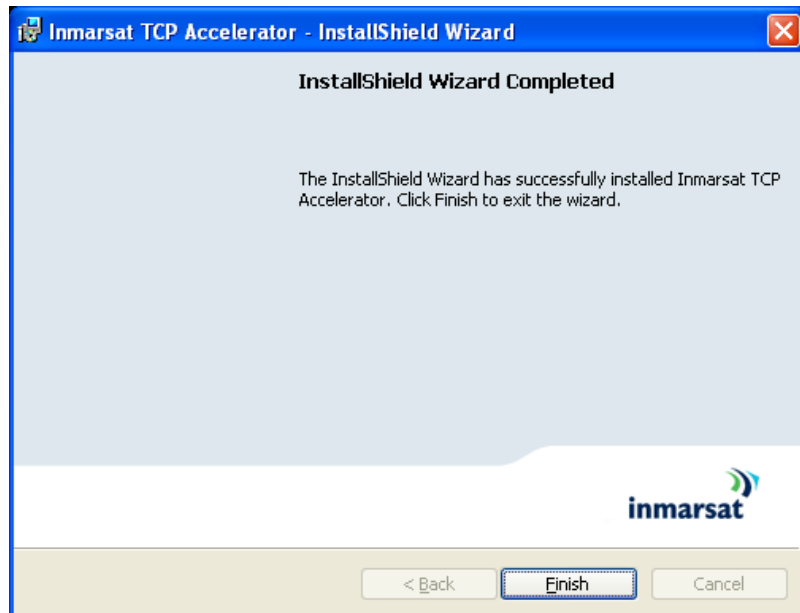 Inmarsat TCP Accelerator - InstallShield Wizard
InstallShield Wizard Completed
The InstallShield Wizard has successfully installed Inmarsat TCP
Accelerator. Click Finish to exit the wizard.
inmarsat
< Back
Finish
Cancel